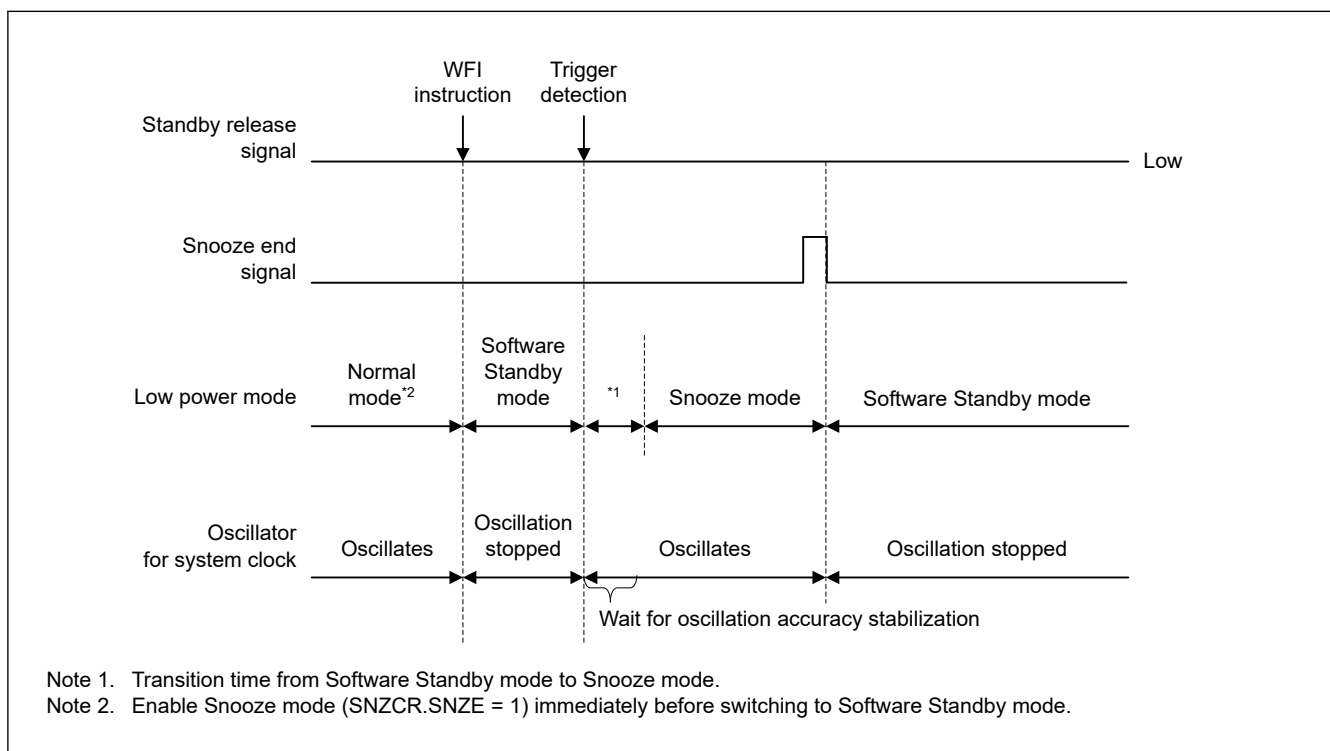 WFI
instruction
Trigger
detection
Standby release
signal
Low
Snooze end
signal
Low power mode
Normal
mode*2
Software
Standby
mode
*1
Snooze mode
Software Standby mode
Oscillator
for system clock
Oscillates
Oscillation
stopped
Oscillates
Oscillation stopped
Wait for oscillation accuracy stabilization
Note 1. Transition time from Software Standby mode to Snooze mode.
Note 2. Enable Snooze mode (SNZCR.SNZE = 1) immediately before switching to Software Standby mode.